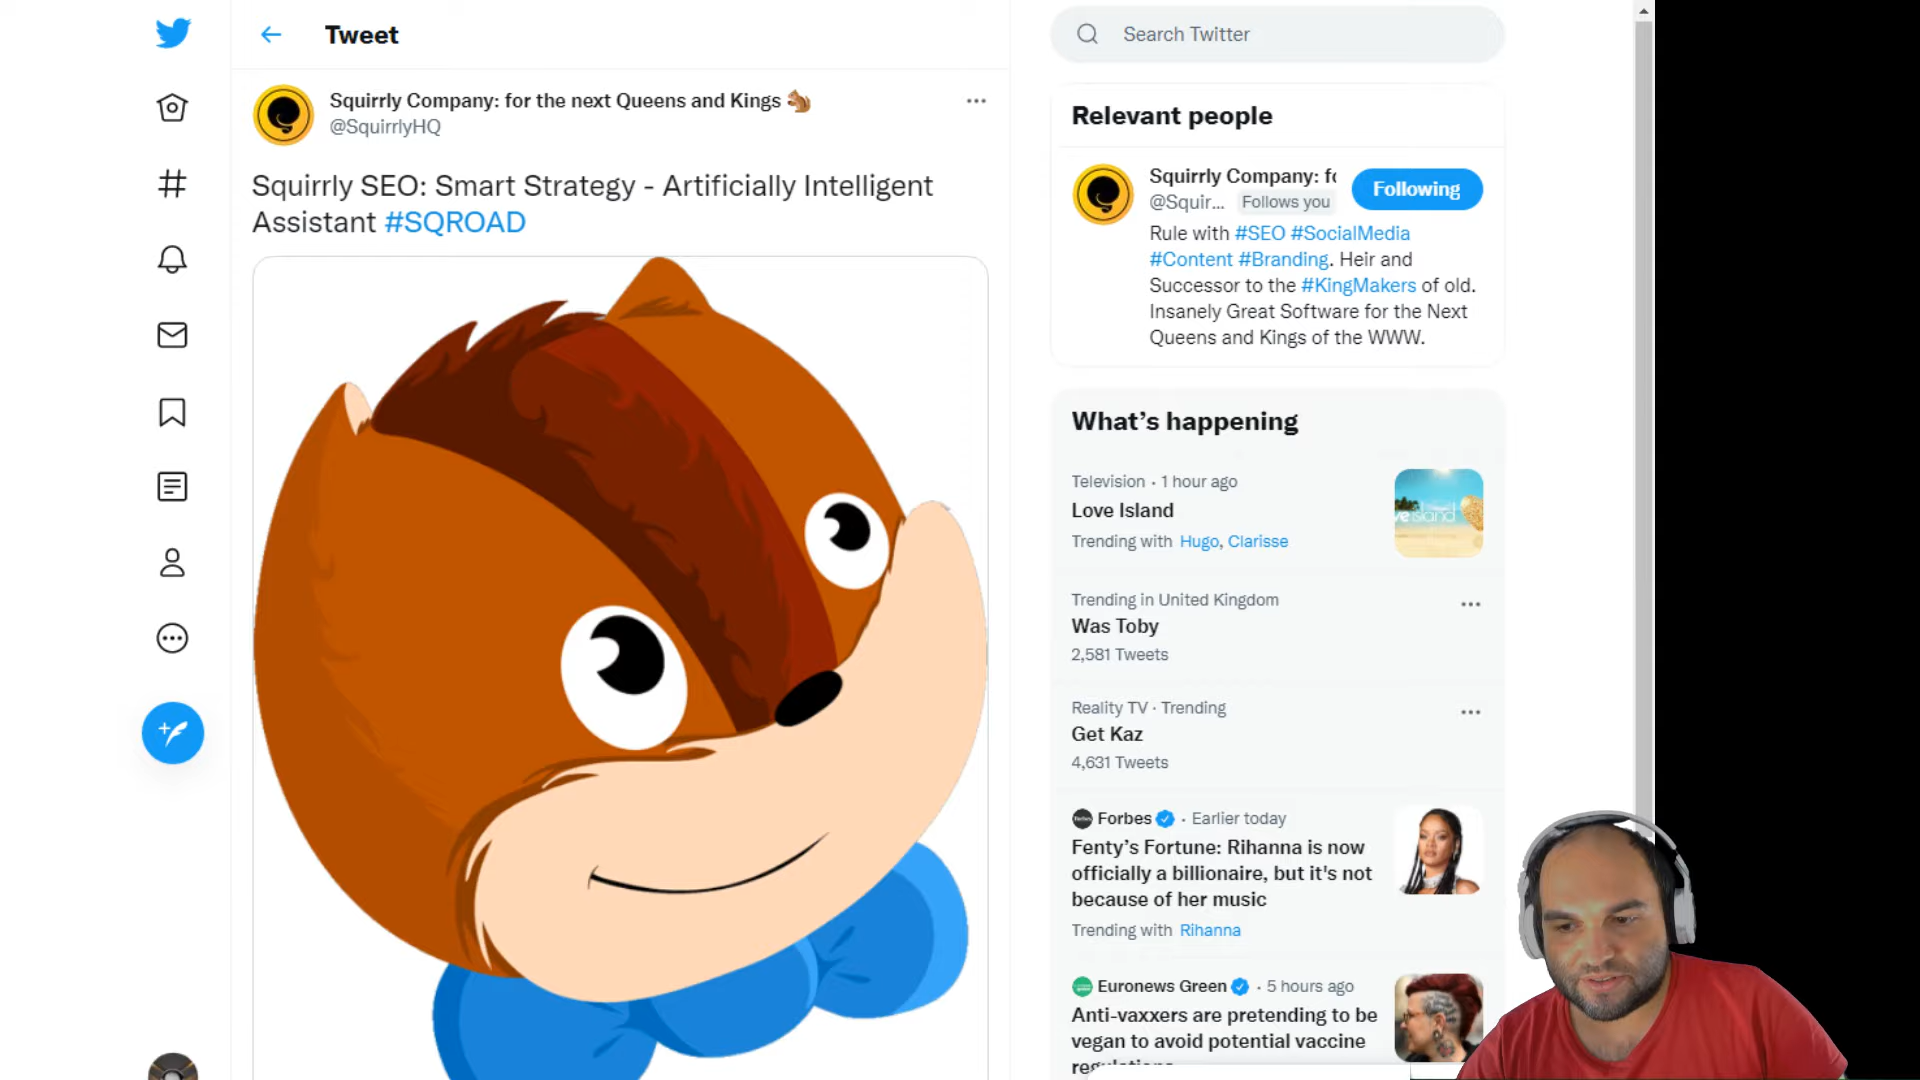 Tweet
Squirrly Company: for the next Queens and Kings
@SquirrlyHQ
Squirrly SEO: Smart Strategy - Artificially Intelligent
Assistant #SQROAD
Search Twitter
Relevant people
Squirrly Company: fo
@Squir... Follows you
Following
Rule with #SEO #SocialMedia
#Content #Branding. Heir and
Successor to the #KingMakers of old.
Insanely Great Software for the Next
Queens and Kings of the WWW.
What's happening
Television · 1 hour ago
Love Island
Trending with Hugo, Clarisse
Trending in United Kingdom
Was Toby
2,581 Tweets
Reality TV · Trending
Get Kaz
4,631 Tweets
Forbes · Earlier today
Fenty's Fortune: Rihanna is now
officially a billionaire, but it's not
because of her music
Trending with Rihanna
Euronews Green · 5 hours ago
Anti-vaxxers are pretending to be
vegan to avoid potential vaccine
regulations